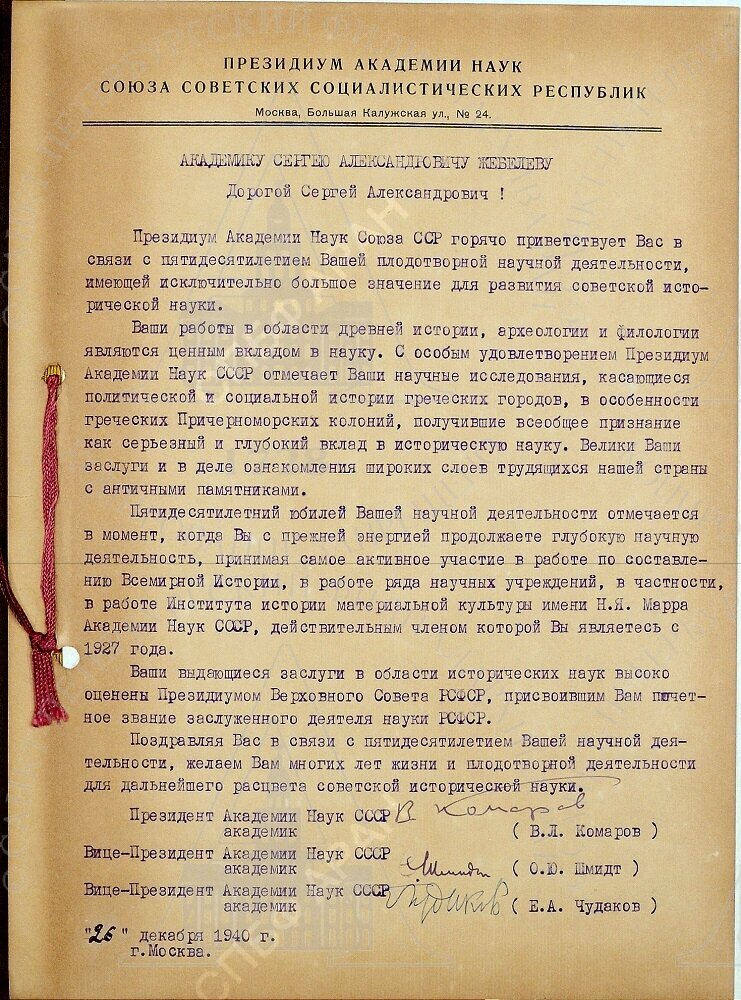 ПРЕЗИДИУМ АКАДЕМИИ НАУК
СОЮЗА СОВЕТСКИХ СОЦИАЛИСТИЧЕСКИХ РЕСПУБЛИК
Москва, Большая Калужская ул., № 24.
АКАДЕМИКУ СЕРГЕЮ АЛЕКСАНДРОВИЧУ ЖЕБЕЛЕВУ
Дорогой Сергей Александрович !
Президиум Академии Наук Союза ССР горячо приветствует Вас в
связи с пятидесятилетием Вашей плодотворной научной деятельности,
имеющей исключительно большое значение для развития советской исто-
рической науки.
Ваши работы в области древней истории, археологии и филологии
являются ценным вкладом в науку. С особым удовлетворением Президиум
Академии Наук СССР отмечает Ваши научные исследования, касающиеся
политической и социальной истории греческих городов, в особенности
греческих Причерноморских колоний, получившие всеобщее признание
как серьезный и глубокий вклад в историческую науку. Велики Ваши
заслуги и в деле ознакомления широких слоев трудящихся нашей страны
с античными памятниками.
Пятидесятилетний юбилей Вашей научной деятельности отмечается
в момент, когда Вы с прежней энергией продолжаете глубокую научную
деятельность, принимая самое активное участие в работе по составле-
нию Всемирной Истории, в работе ряда научных учреждений, в частности,
в работе Института истории материальной культуры имени Н.Я. Марра
Академии Наук СССР, действительным членом которой Вы являетесь с
1927 года.
Ваши выдающиеся заслуги в области исторических наук высоко
оценены Президиумом Верховного Совета РСФСР, присвоившим Вам почет-
ное звание заслуженного деятеля науки РСФСР.
Поздравляя Вас в связи с пятидесятилетием Вашей научной дея-
тельности, желаем Вам многих лет жизни и плодотворной деятельности
для дальнейшего расцвета советской исторической науки.
Президент Академии Наук СССР В Комаров
академик ( В.Л. Комаров )
Вице-Президент Академии Наук СССР
академик Шмидт ( О.Ю. Шмидт )
Вице-Президент Академии Наук СССР
академик Чудаков ( Е.А. Чудаков )
"26" декабря 1940 г.
г.Москва.